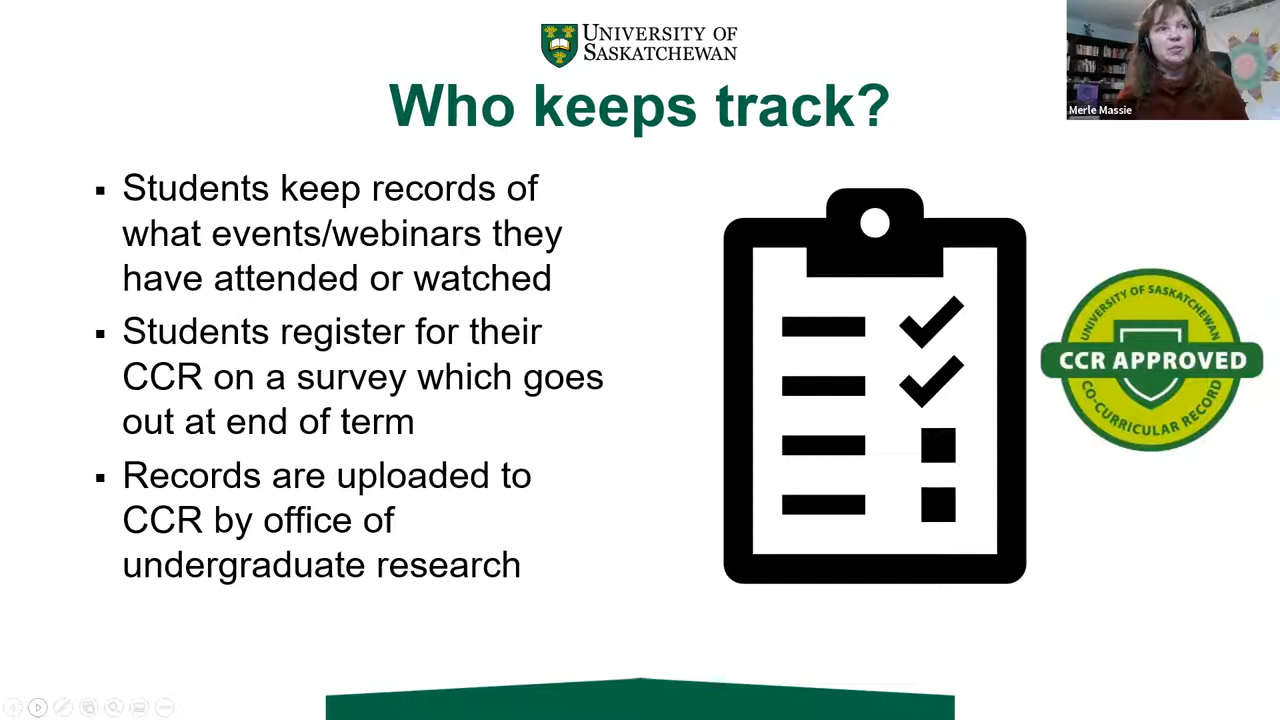 UNIVERSITY OF
SASKATCHEWAN
Who keeps track?
Merle Massie
▪ Students keep records of
what events/webinars they
have attended or watched
▪ Students register for their
CCR on a survey which goes
out at end of term
▪ Records are uploaded to
CCR by office of
undergraduate research
UNIVERSITY OF SASKATCHEWAN
CCR APPROVED
CO-CURRICULAR RECORD